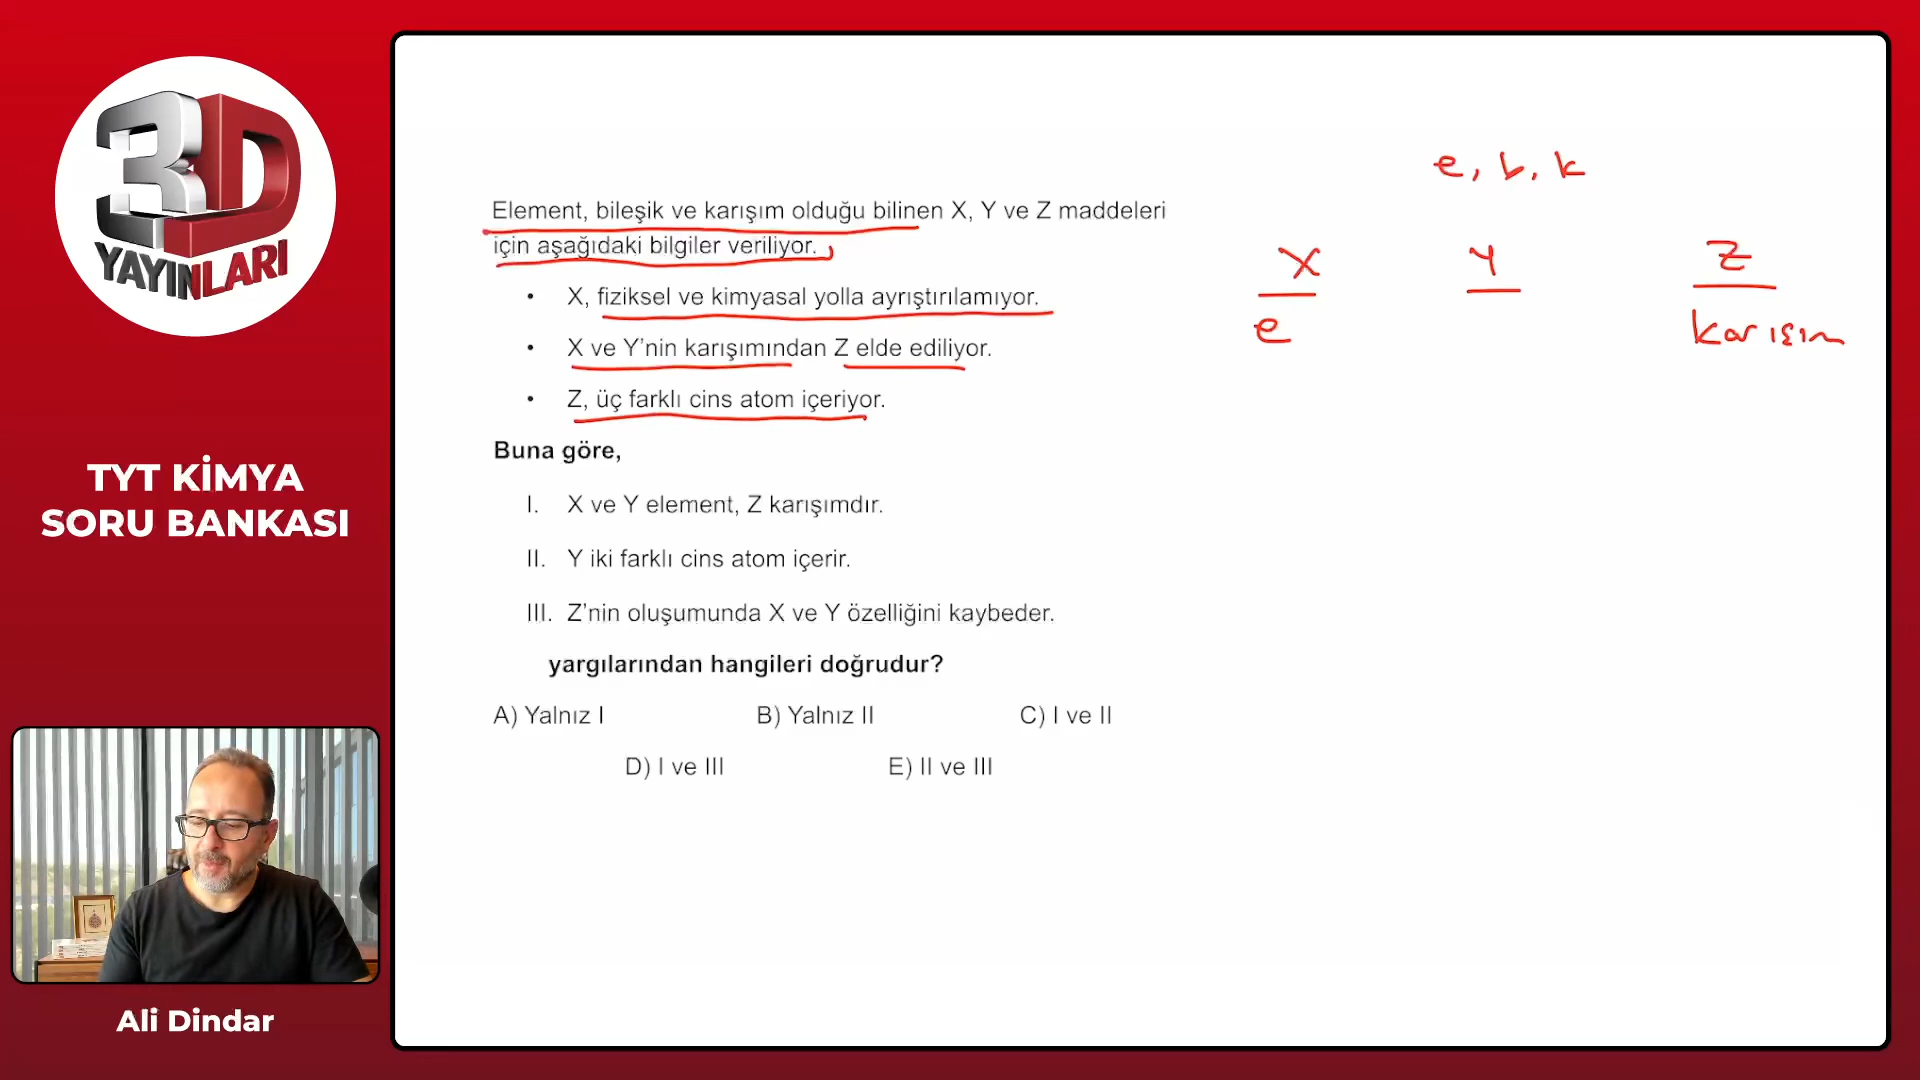 3D
YAYINLARI
TYT KİMYA
SORU BANKASI
Ali Dindar
Element, bileşik ve karışım olduğu bilinen X, Y ve Z maddeleri
için aşağıdaki bilgiler veriliyor.
• X, fiziksel ve kimyasal yolla ayrıştırılamıyor.
• X ve Y'nin karışımından Z elde ediliyor.
• Z, üç farklı cins atom içeriyor.
Buna göre,
I. X ve Y element, Z karışımdır.
II. Y iki farklı cins atom içerir.
III. Z'nin oluşumunda X ve Y özelliğini kaybeder.
yargılarından hangileri doğrudur?
A) Yalnız I B) Yalnız II C) I ve II
D) I ve III E) II ve III
e, b, k
X Y Z
e karışım